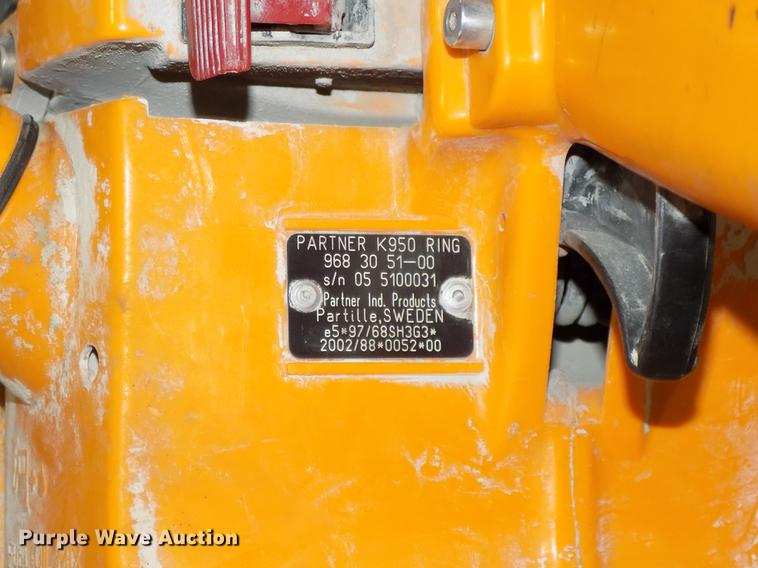 PARTNER K950 RING
968 30 51-00
s/n 05 5100031
Partner Ind. Products
Partille,SWEDEN
e5*97/68SH3G3*
2002/88*0052*00
Purple Wave Auction